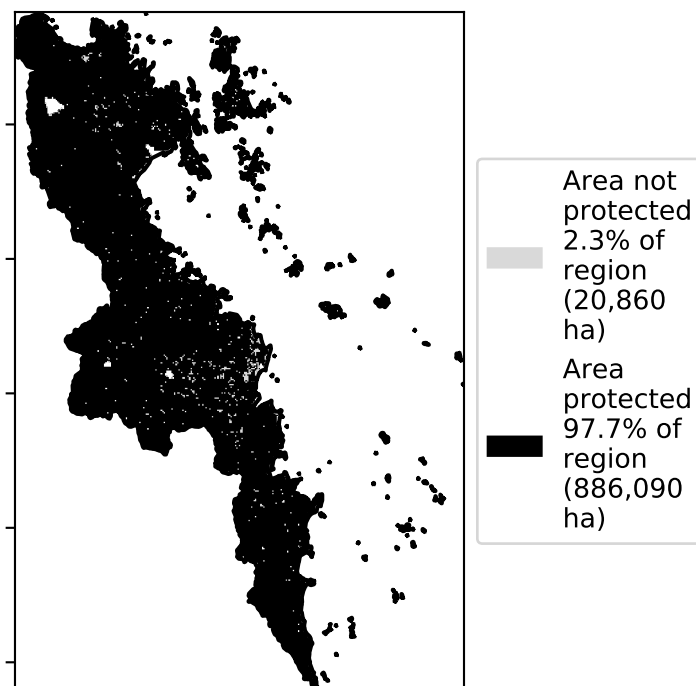 Area not
protected
2.3% of
region
(20,860
ha)
Area
protected
97.7% of
region
(886,090
ha)